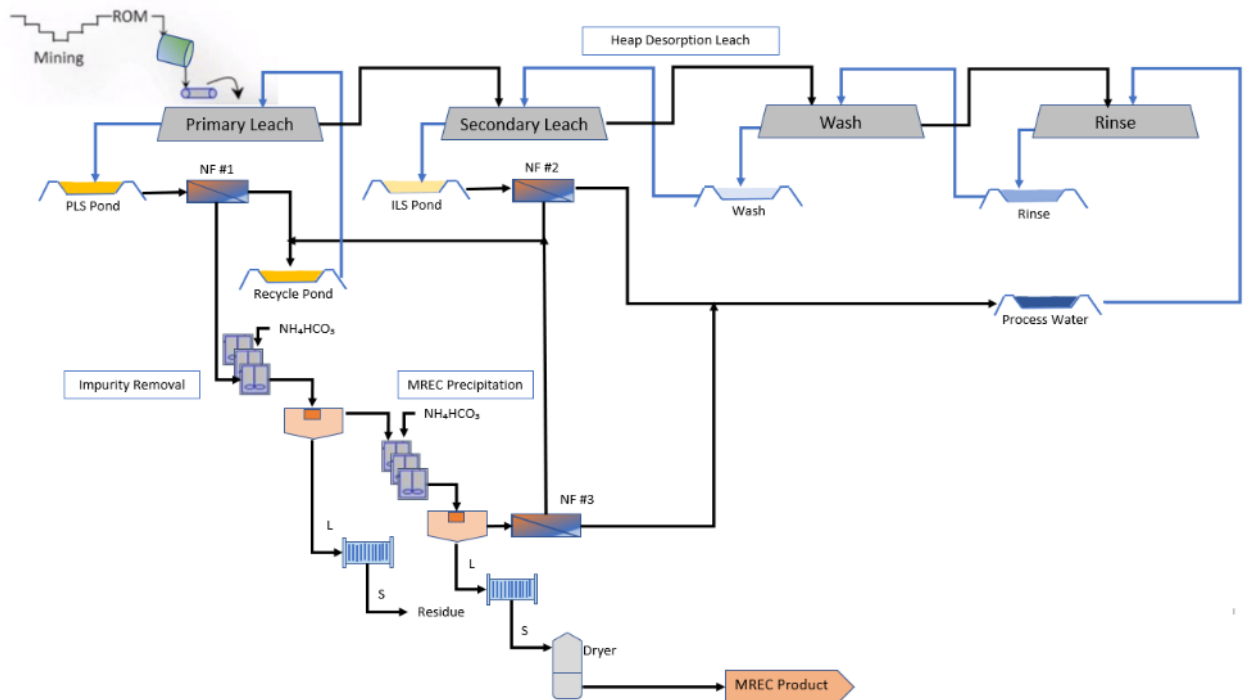 ROM
Mining
Heap Desorption Leach
Primary Leach
Secondary Leach
Wash
Rinse
NF #1
NF #2
PLS Pond
ILS Pond
Wash
Rinse
Recycle Pond
Process Water
NH₄HCO₃
Impurity Removal
MREC Precipitation
NH₄HCO₃
NF #3
L
L
S
Residue
S
Dryer
MREC Product